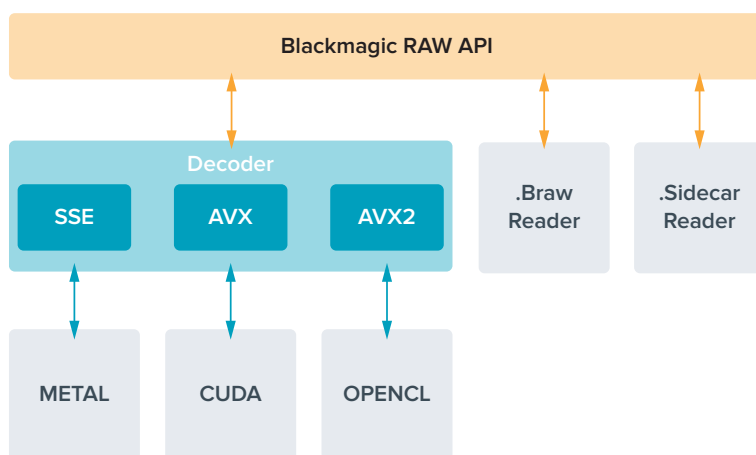 Blackmagic RAW API
Decoder
SSE
AVX
AVX2
.Braw
Reader
.Sidecar
Reader
METAL
CUDA
OPENCL